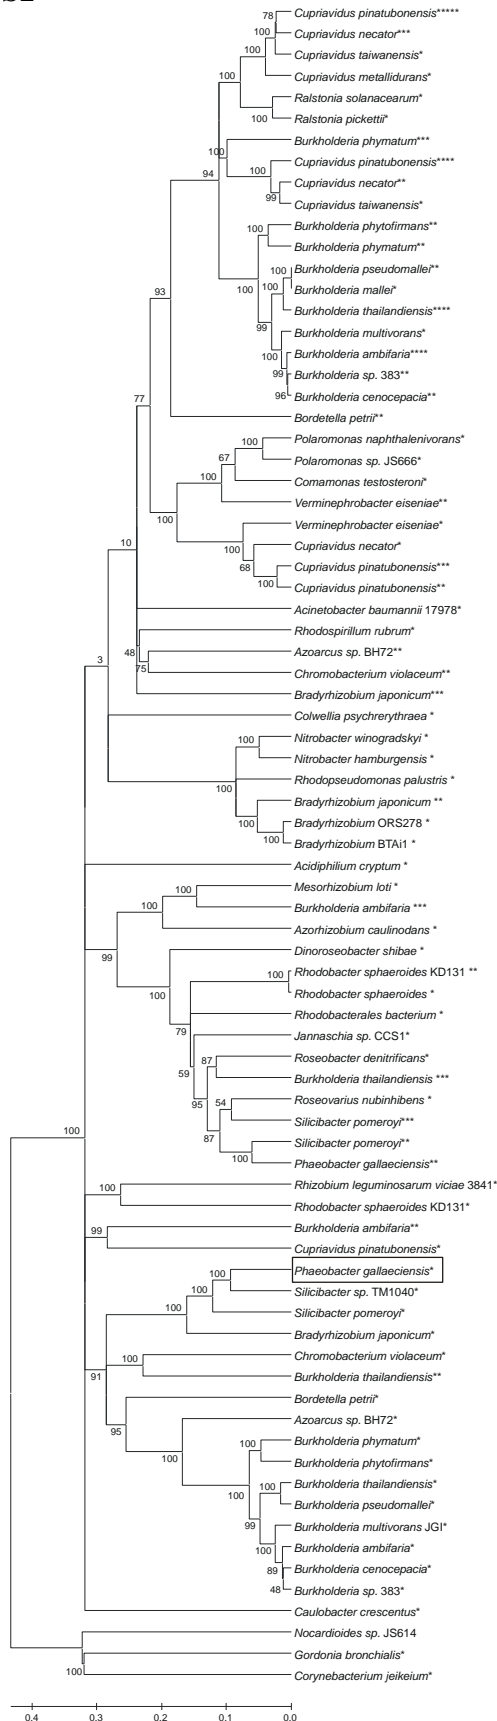 Cupriavidus pinatubonensis*****
Cupriavidus necator***
Cupriavidus taiwanensis*
Cupriavidus metallidurans*
Ralstonia solanacearum*
Ralstonia pickettii*
Burkholderia phymatum***
Cupriavidus pinatubonensis****
Cupriavidus necator**
Cupriavidus taiwanensis*
Burkholderia phytofirmans**
Burkholderia phymatum**
Burkholderia pseudomallei**
Burkholderia mallei*
Burkholderia thailandiensis****
Burkholderia multivorans*
Burkholderia ambifaria****
Burkholderia sp. 383**
Burkholderia cenocepacia**
Bordetella petrii**
Polaromonas naphthalenivorans*
Polaromonas sp. JS666*
Comamonas testosteroni*
Verminephrobacter eiseniae**
Verminephrobacter eiseniae*
Cupriavidus necator*
Cupriavidus pinatubonensis***
Cupriavidus pinatubonensis**
Acinetobacter baumannii 17978*
Rhodospirillum rubrum*
Azoarcus sp. BH72**
Chromobacterium violaceum**
Bradyrhizobium japonicum***
Colwellia psychrerythraea *
Nitrobacter winogradskyi *
Nitrobacter hamburgensis *
Rhodopseudomonas palustris *
Bradyrhizobium japonicum **
Bradyrhizobium ORS278 *
Bradyrhizobium BTAi1 *
Acidiphilium cryptum *
Mesorhizobium loti *
Burkholderia ambifaria ***
Azorhizobium caulinodans *
Dinoroseobacter shibae *
Rhodobacter sphaeroides KD131 **
Rhodobacter sphaeroides *
Rhodobacterales bacterium *
Jannaschia sp. CCS1*
Roseobacter denitrificans*
Burkholderia thailandiensis ***
Roseovarius nubinhibens *
Silicibacter pomeroyi***
Silicibacter pomeroyi**
Phaeobacter gallaeciensis**
Rhizobium leguminosarum viciae 3841*
Rhodobacter sphaeroides KD131*
Burkholderia ambifaria**
Cupriavidus pinatubonensis*
Phaeobacter gallaeciensis*
Silicibacter sp. TM1040*
Silicibacter pomeroyi*
Bradyrhizobium japonicum*
Chromobacterium violaceum*
Burkholderia thailandiensis**
Bordetella petrii*
Azoarcus sp. BH72*
Burkholderia phymatum*
Burkholderia phytofirmans*
Burkholderia thailandiensis*
Burkholderia pseudomallei*
Burkholderia multivorans JGI*
Burkholderia ambifaria*
Burkholderia cenocepacia*
Burkholderia sp. 383*
Caulobacter crescentus*
Nocardioides sp. JS614
Gordonia bronchialis*
Corynebacterium jeikeium*
78
100
100
100
100
100
94
100
99
100
100
100
99
100
99
96
93
77
100
67
100
100
100
68
100
10
48
75
3
100
100
100
100
100
100
99
100
100
79
59
87
95
54
87
100
100
100
99
100
100
100
91
100
95
100
100
100
100
99
100
89
48
100
0.4
0.3
0.2
0.1
0.0